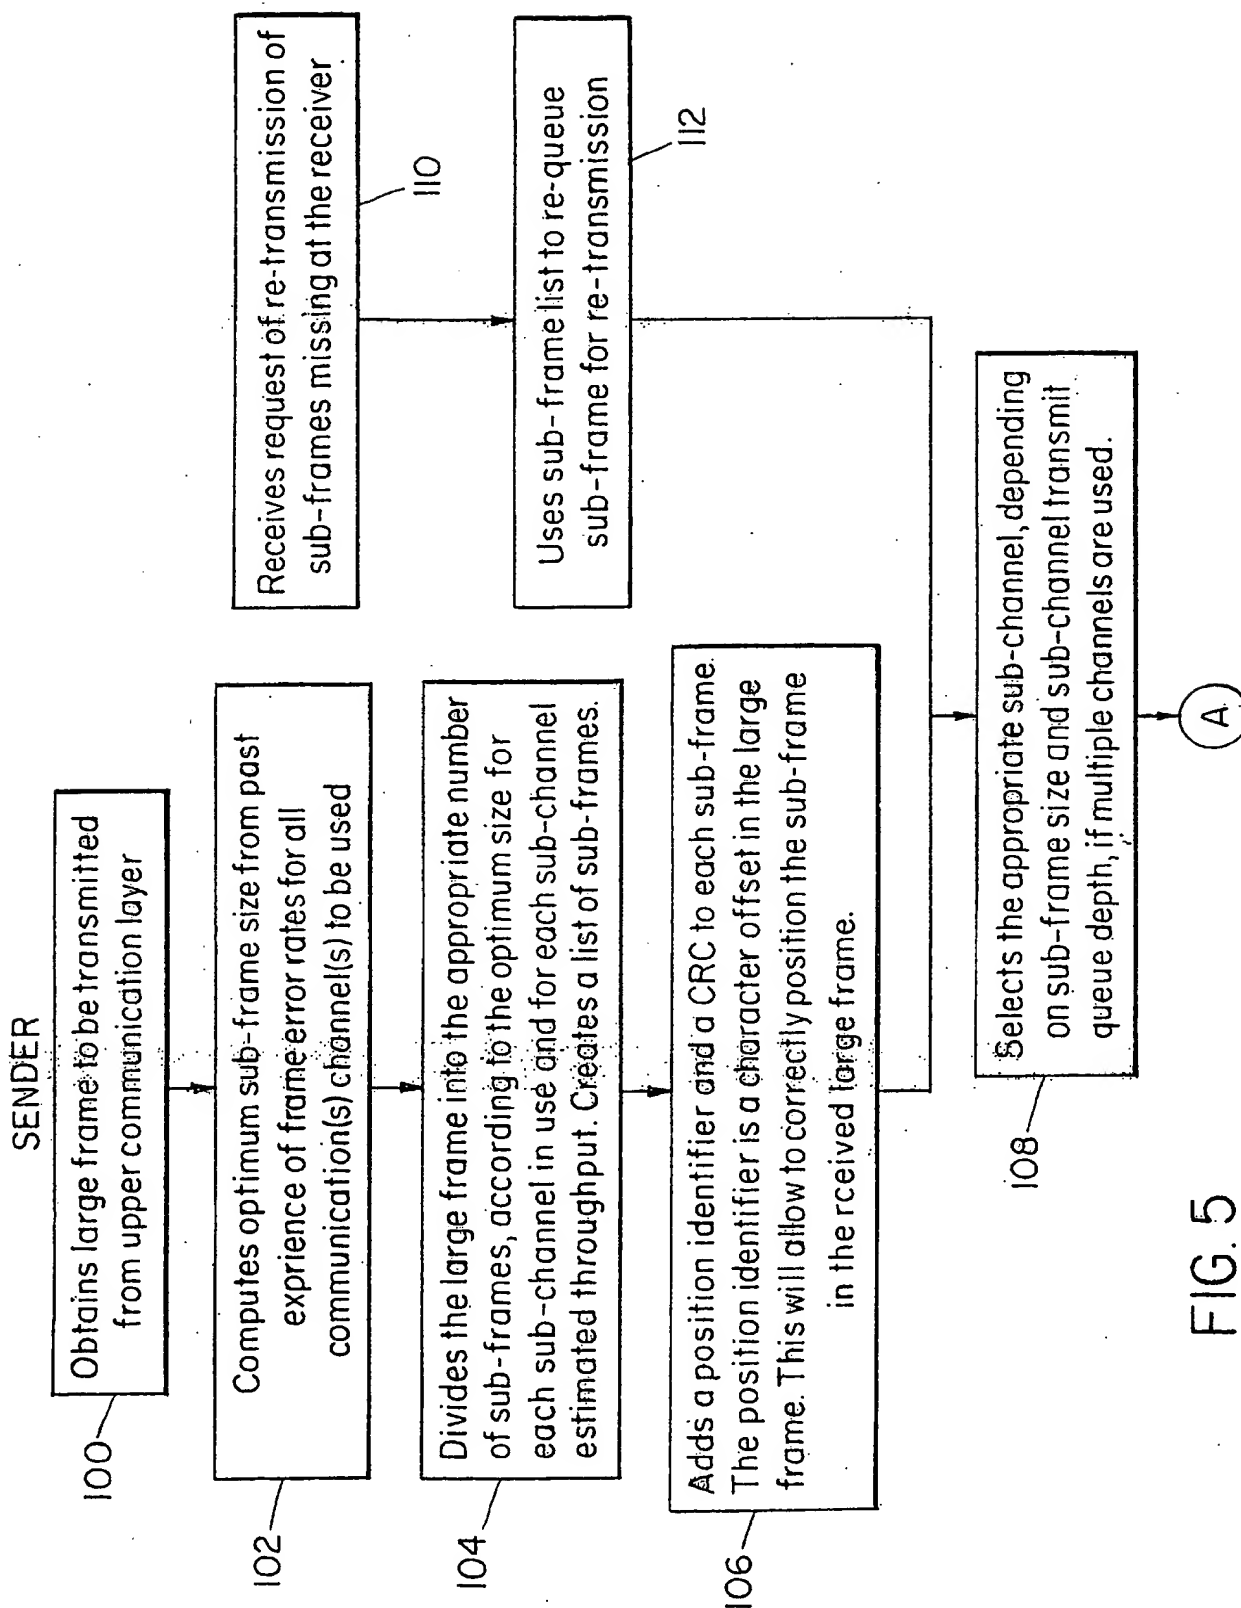 SENDER
Obtains large frame to be transmitted
from upper communication layer
100
Computes optimum sub-frame size from past
exprience of frame error rates for all
communication(s) channel(s) to be used
102
Divides the large frame into the appropriate number
of sub-frames, according to the optimum size for
each sub-channel in use and for each sub-channel
estimated throughput. Creates a list of sub-frames.
104
Adds a position identifier and a CRC to each sub-frame.
The position identifier is a character offset in the large
frame. This will allow to correctly position the sub-frame
in the rceived large frame.
106
Receives request of re-transmission of
sub-frames missing at the receiver
110
Uses sub-frame list to re-queue
sub-frame for re-transmission
112
Selects the appropriate sub-channel, depending
on sub-frame size and sub-channel transmit
queue depth, if multiple channels are used.
108
A
FIG. 5